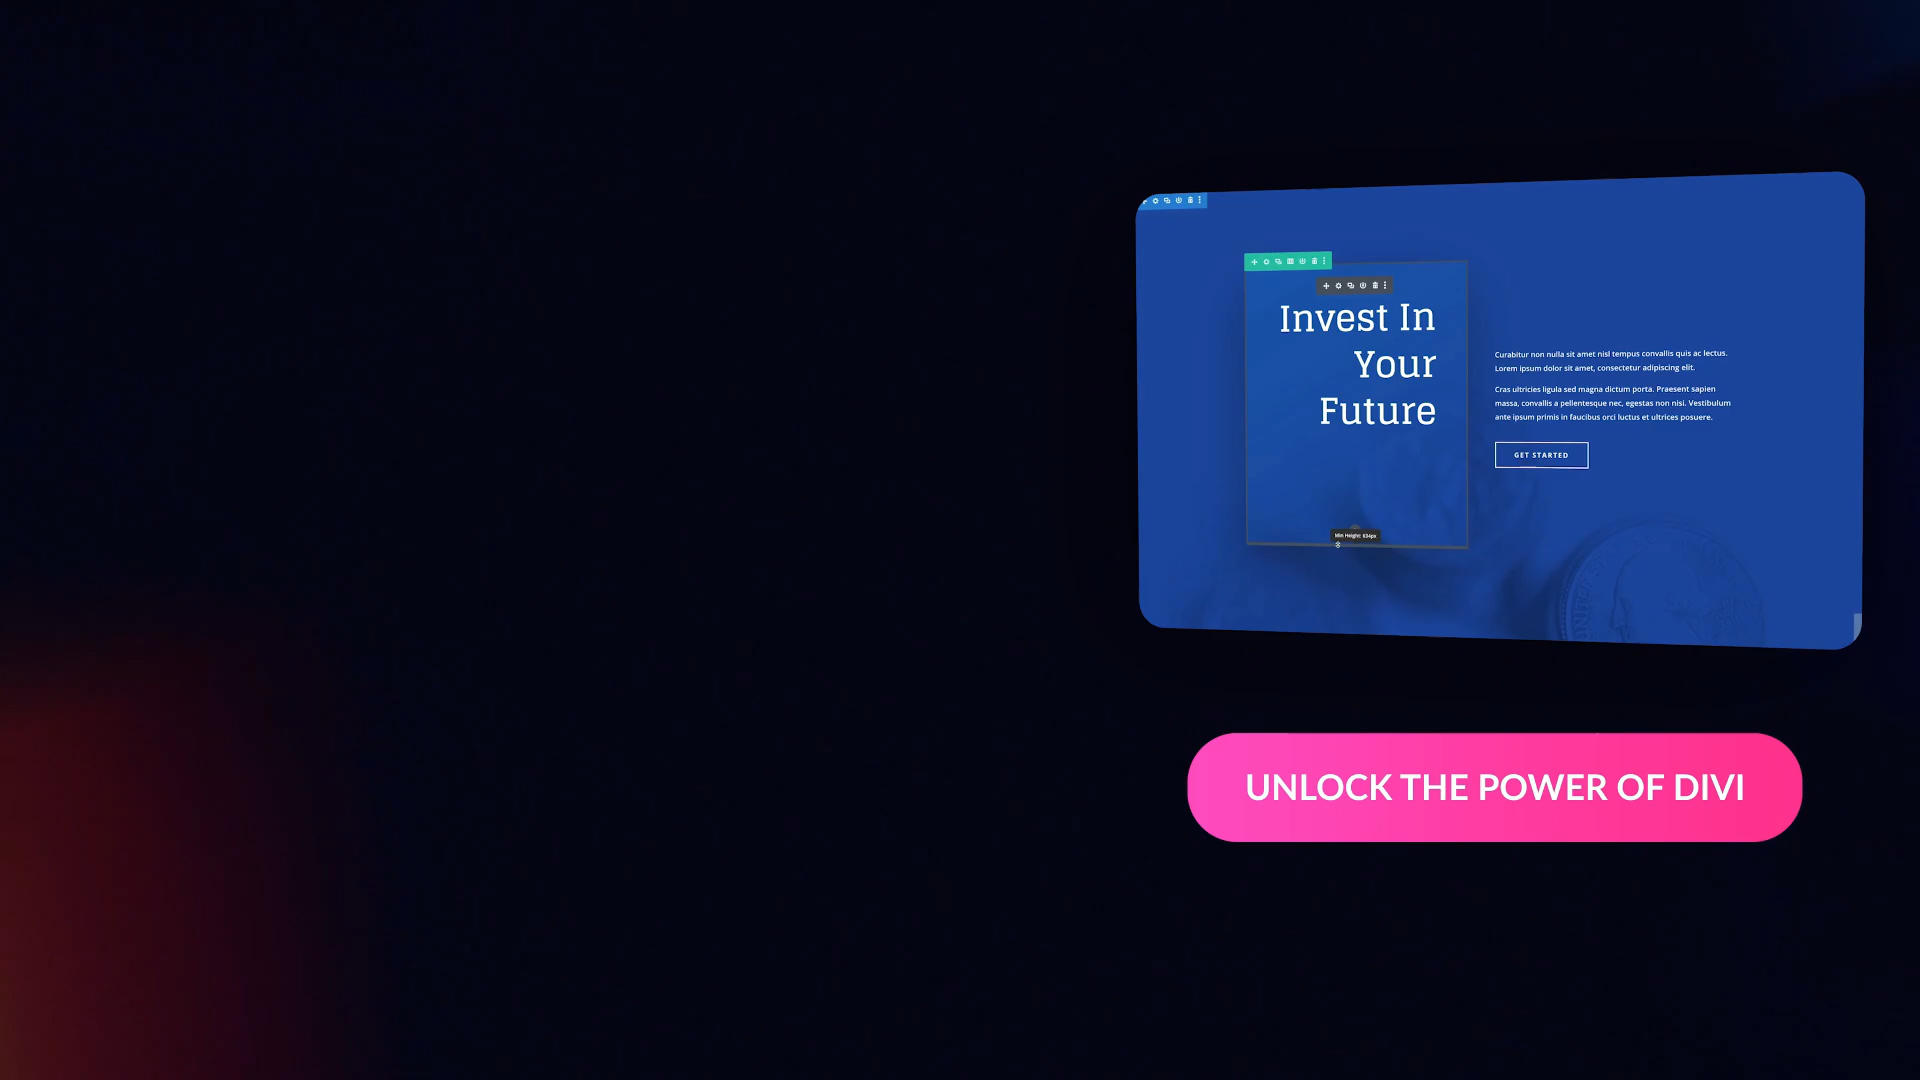 Invest In
Your
Future
Curabitur non nulla sit amet nisl tempus convallis quis ac lectus.
Lorem ipsum dolor sit amet, consectetur adipiscing elit.
Cras ultricies ligula sed magna dictum porta. Praesent sapien
massa, convallis a pellentesque nec, egestas non nisi. Vestibulum
ante ipsum primis in faucibus orci luctus et ultrices posuere.
GET STARTED
Min Height: 634px
UNLOCK THE POWER OF DIVI